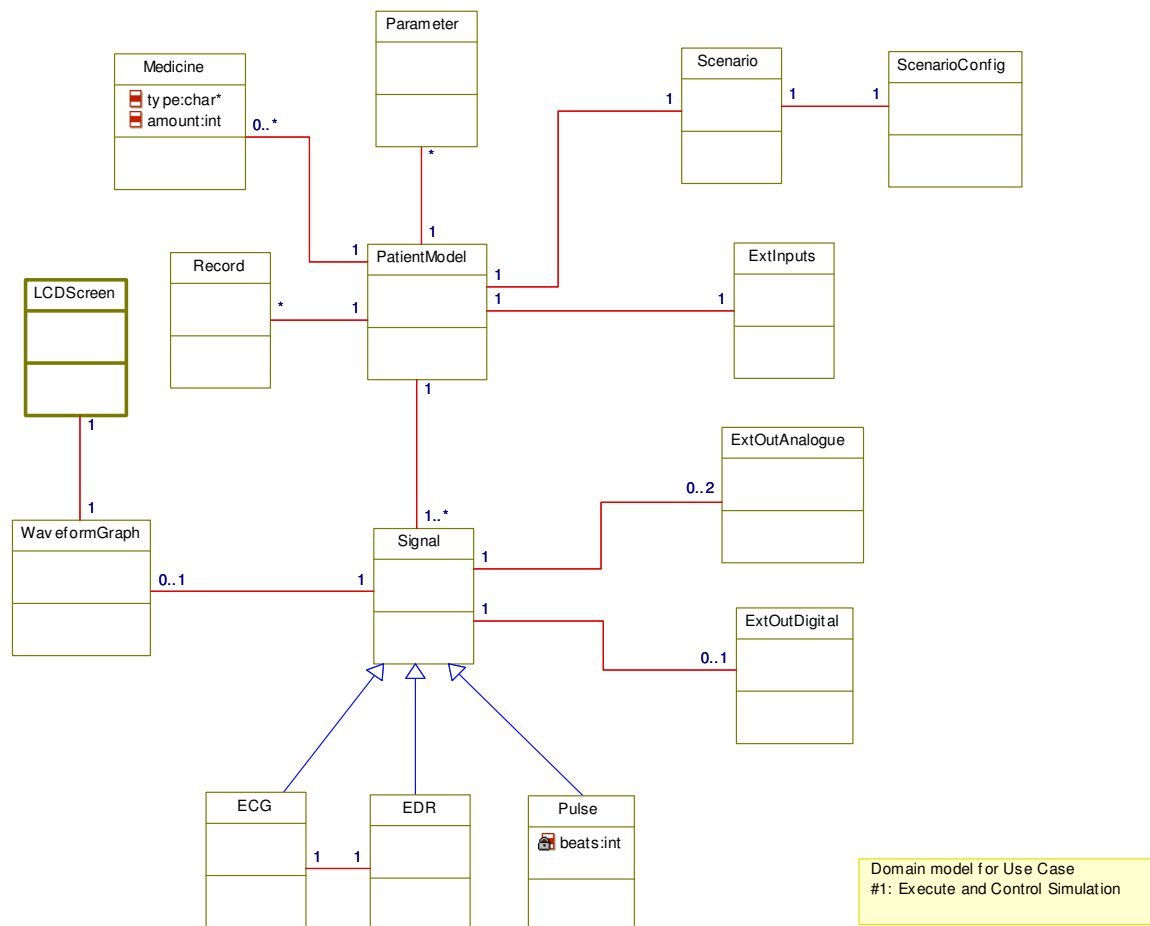 Parameter
Medicine
type:char*
amount:int
0..*
*
1
1
Scenario
1
1
ScenarioConfig
1
PatientModel
1
1
Record
*
1
ExtInputs
1
LCDScreen
1
1
WaveformGraph
0..1
1
1
1..*
Signal
1
1
ExtOutAnalogue
0..2
ExtOutDigital
0..1
ECG
1
1
EDR
Pulse
beats:int
Domain model for Use Case
#1: Execute and Control Simulation